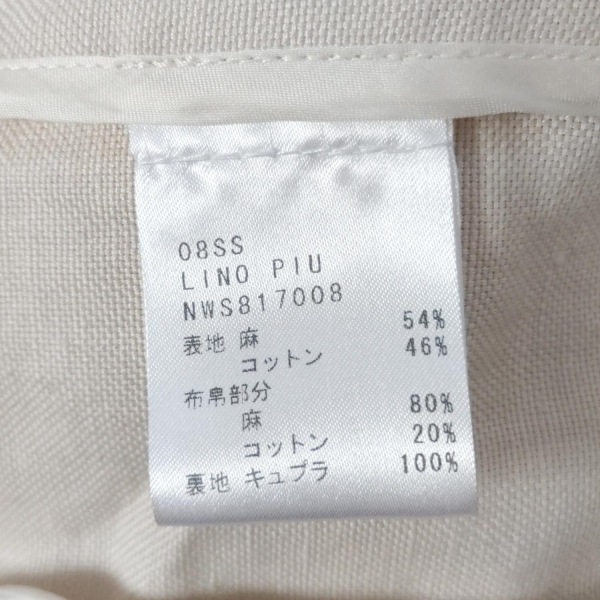 08SS
LINO PIU
NWS817008
表地 麻 54%
コットン 46%
布帛部分
麻 80%
コットン 20%
裏地 キュプラ 100%